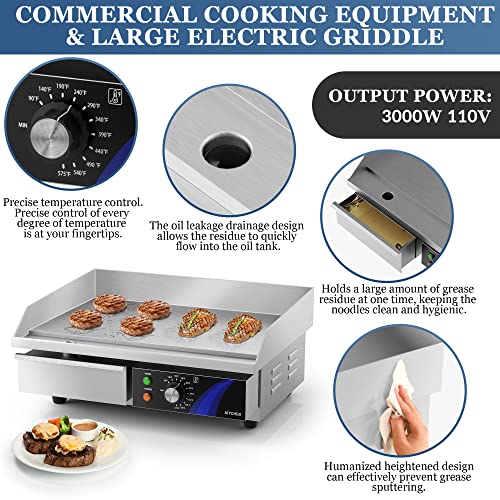 COMMERCIAL COOKING EQUIPMENT
& LARGE ELECTRIC GRIDDLE
OUTPUT POWER:
3000W 110V
MIN
90°F
140°F
190°F
240°F
290°F
340°F
390°F
440°F
490 °F
540°F
575°F
Precise temperature control.
Precise control of every
degree of temperature
is at your fingertips.
The oil leakage drainage design
allows the residue to quickly
flow into the oil tank.
Holds a large amount of grease
residue at one time, keeping the
noodles clean and hygienic.
Humanized heightened design
can effectively prevent grease
sputtering.